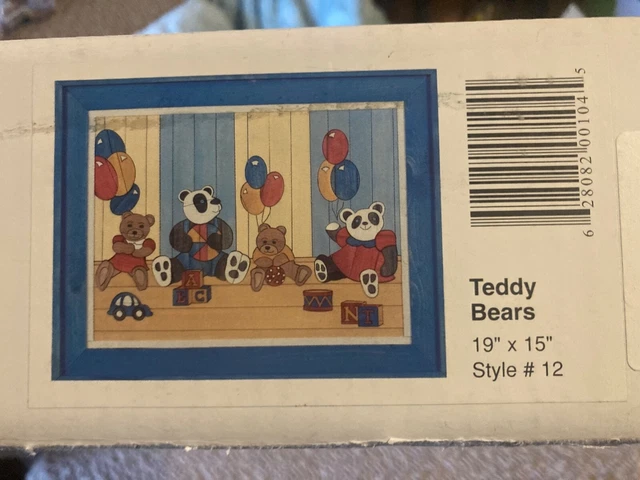 Teddy
Bears
19" x 15"
Style # 12
6 28082 00104 5
A
B C
N T